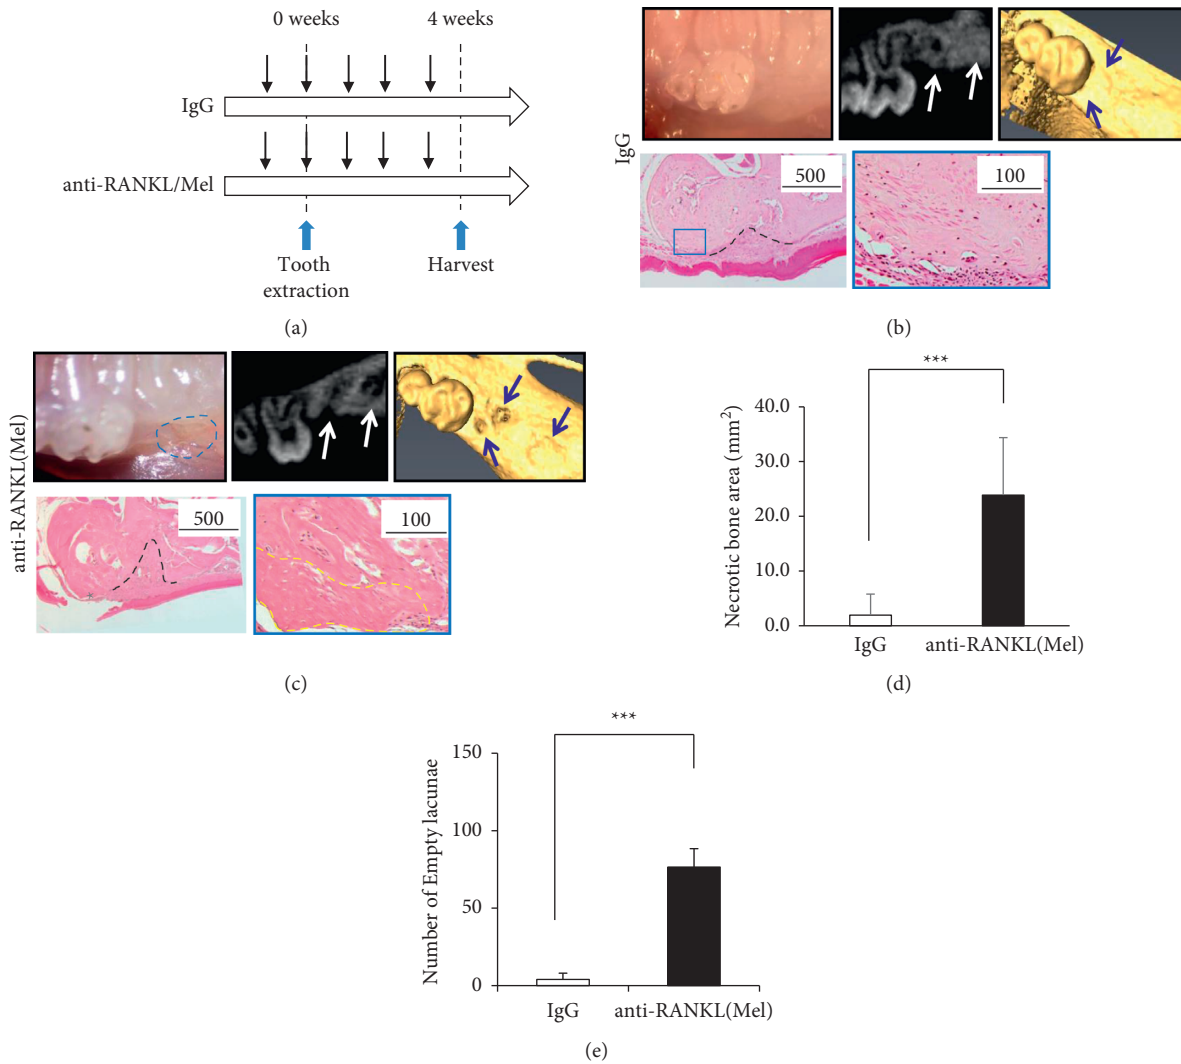 0 weeks 4 weeks
IgG
anti-RANKL/Mel
Tooth
extraction
Harvest
(a)
IgG
500
100
(b)
anti-RANKL(Mel)
500
100
(c)
***
Necrotic bone area (mm²)
40.0
30.0
20.0
10.0
0.0
IgG anti-RANKL(Mel)
(d)
***
Number of Empty lacunae
150
100
50
0
IgG anti-RANKL(Mel)
(e)